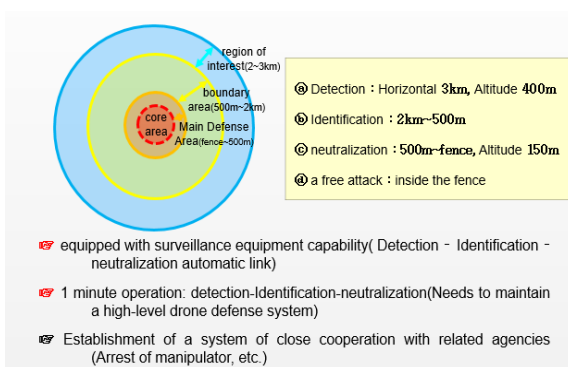 region of
interest(2~3km)
boundary
area(500m~2km)
core
area
Main Defense
Area(fence~500m)
ⓐ Detection : Horizontal 3km, Altitude 400m
ⓑ Identification : 2km~500m
ⓒ neutralization : 500m~fence, Altitude 150m
ⓓ a free attack : inside the fence
☞ equipped with surveillance equipment capability( Detection - Identification -
neutralization automatic link)
☞ 1 minute operation: detection-Identification-neutralization(Needs to maintain
a high-level drone defense system)
☞ Establishment of a system of close cooperation with related agencies
(Arrest of manipulator, etc.)